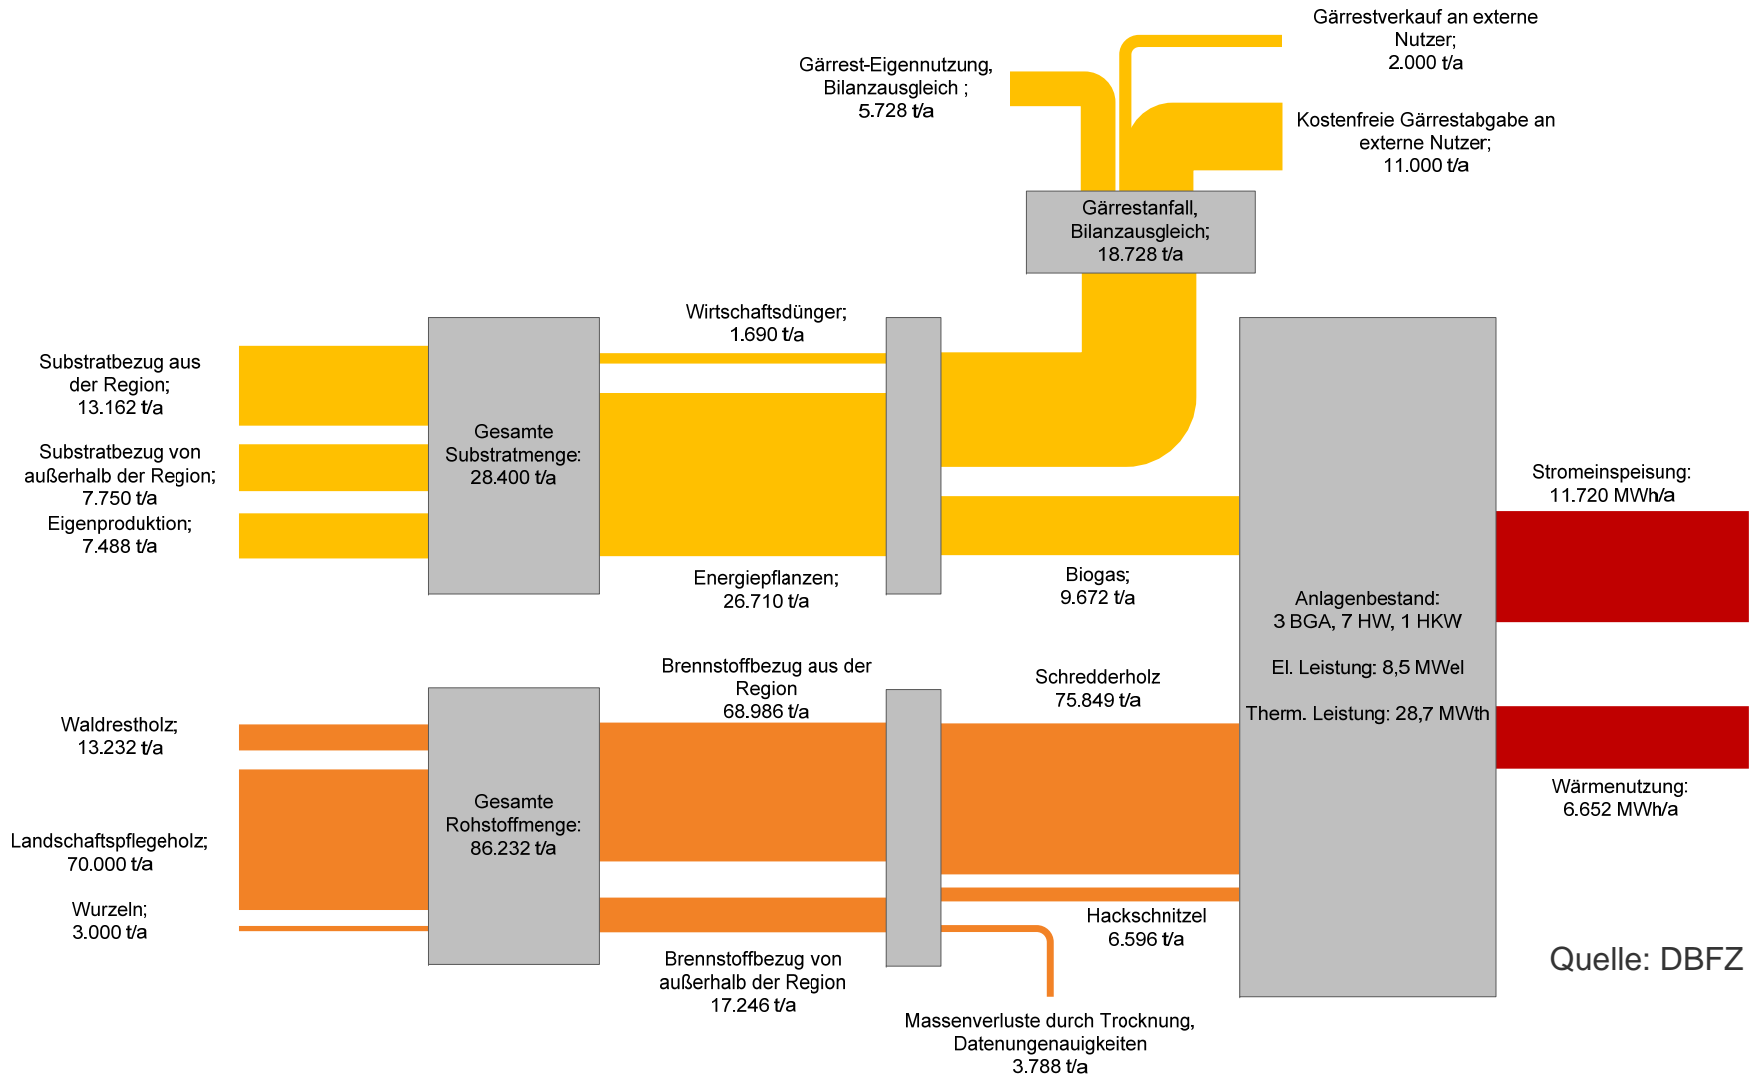 Gärrestverkauf an externe
Nutzer;
2.000 t/a
Gärrest-Eigennutzung,
Bilanzausgleich ;
5.728 t/a
Kostenfreie Gärrestabgabe an
externe Nutzer;
11.000 t/a
Gärrestanfall,
Bilanzausgleich;
18.728 t/a
Wirtschaftsdünger;
1.690 t/a
Substratbezug aus
der Region;
13.162 t/a
Substratbezug von
außerhalb der Region;
7.750 t/a
Eigenproduktion;
7.488 t/a
Gesamte
Substratmenge:
28.400 t/a
Energiepflanzen;
26.710 t/a
Biogas;
9.672 t/a
Stromeinspeisung:
11.720 MWh/a
Anlagenbestand:
3 BGA, 7 HW, 1 HKW
El. Leistung: 8,5 MWel
Therm. Leistung: 28,7 MWth
Brennstoffbezug aus der
Region
68.986 t/a
Schredderholz
75.849 t/a
Waldrestholz;
13.232 t/a
Landschaftspflegeholz;
70.000 t/a
Wurzeln;
3.000 t/a
Gesamte
Rohstoffmenge:
86.232 t/a
Wärmenutzung:
6.652 MWh/a
Hackschnitzel
6.596 t/a
Brennstoffbezug von
außerhalb der Region
17.246 t/a
Massenverluste durch Trocknung,
Datenungenauigkeiten
3.788 t/a
Quelle: DBFZ